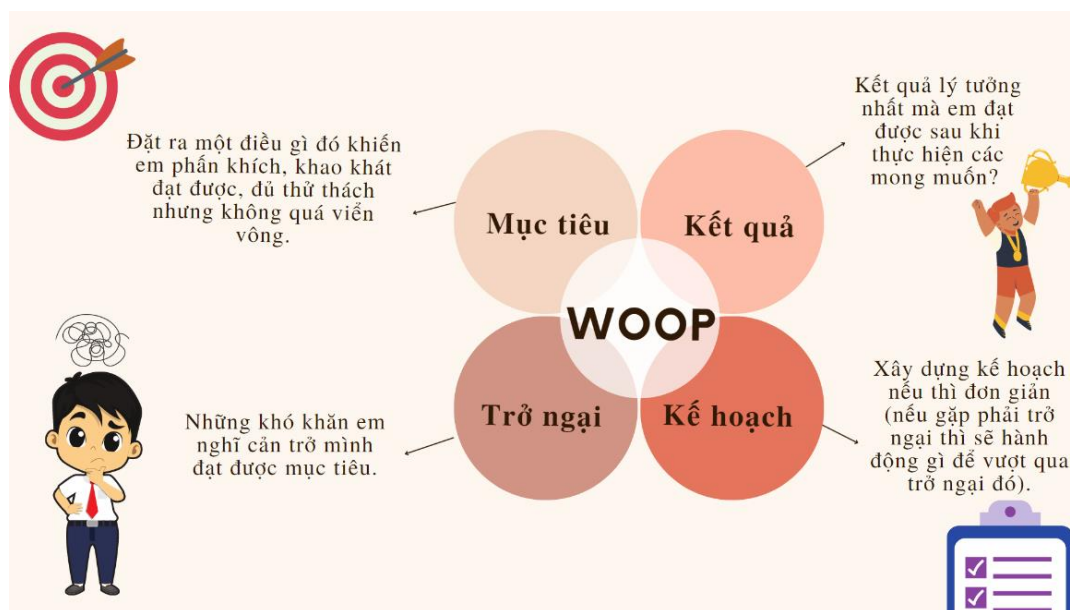 Đặt ra một điều gì đó khiến
em phấn khích, khao khát
đạt được, đủ thử thách
nhưng không quá viển
vông.
Mục tiêu
Kết quả
Kết quả lý tưởng
nhất mà em đạt
được sau khi
thực hiện các
mong muốn?
WOOP
Những khó khăn em
nghĩ cản trở mình
đạt được mục tiêu.
Trở ngại
Kế hoạch
Xây dựng kế hoạch
nếu thì đơn giản
(nếu gặp phải trở
ngại thì sẽ hành
động gì để vượt qua
trở ngại đó).